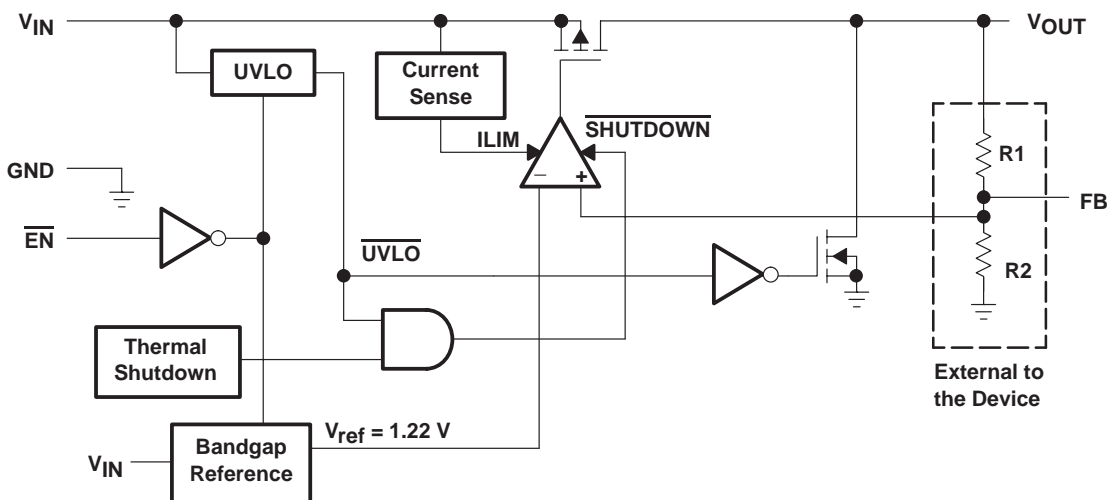 VIN
VOUT
UVLO
Current
Sense
SHUTDOWN
ILIM
R1
GND
− +
FB
EN
UVLO
R2
Thermal
Shutdown
External to
the Device
Vref = 1.22 V
VIN
Bandgap
Reference